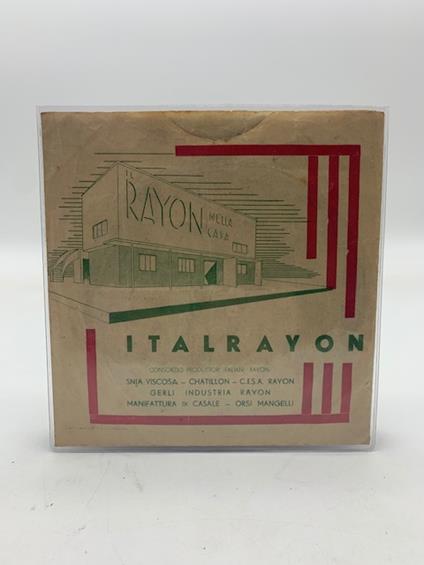 IL
RAYON
NELLA
CASA
ITALRAYON
CONSORZIO PRODUTTORI ITALIANI RAYON:
SNIA VISCOSA – CHATILLON – C.I.S.A. RAYON
GERLI INDUSTRIA RAYON
MANIFATTURA DI CASALE – ORSI MANGELLI